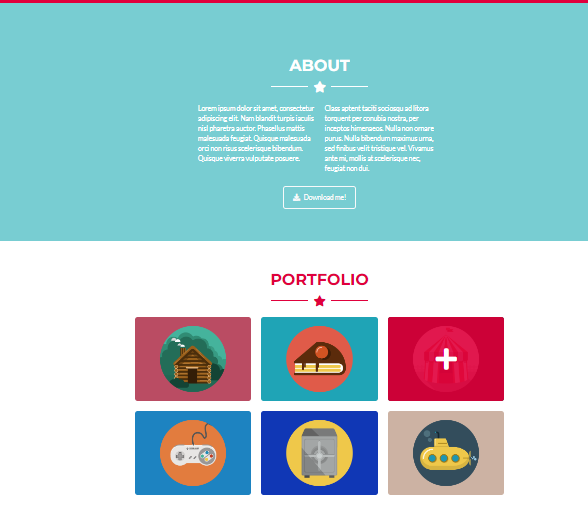 ABOUT
Lorem ipsum dolor sit amet, consectetur
adipiscing elit. Nam blandit turpis iaculis
nisl pharetra auctor. Phasellus mattis
malesuada feugiat. Quisque malesuada
orci non risus scelerisque bibendum.
Quisque viverra vulputate posuere.
Class aptent taciti sociosqu ad litora
torquent per conubia nostra, per
inceptos himenaeos. Nulla non ornare
purus. Nulla bibendum maximus urna,
sed finibus velit tristique vel. Vivamus
ante mi, mollis at scelerisque nec,
feugiat non dui.
Download me!
PORTFOLIO